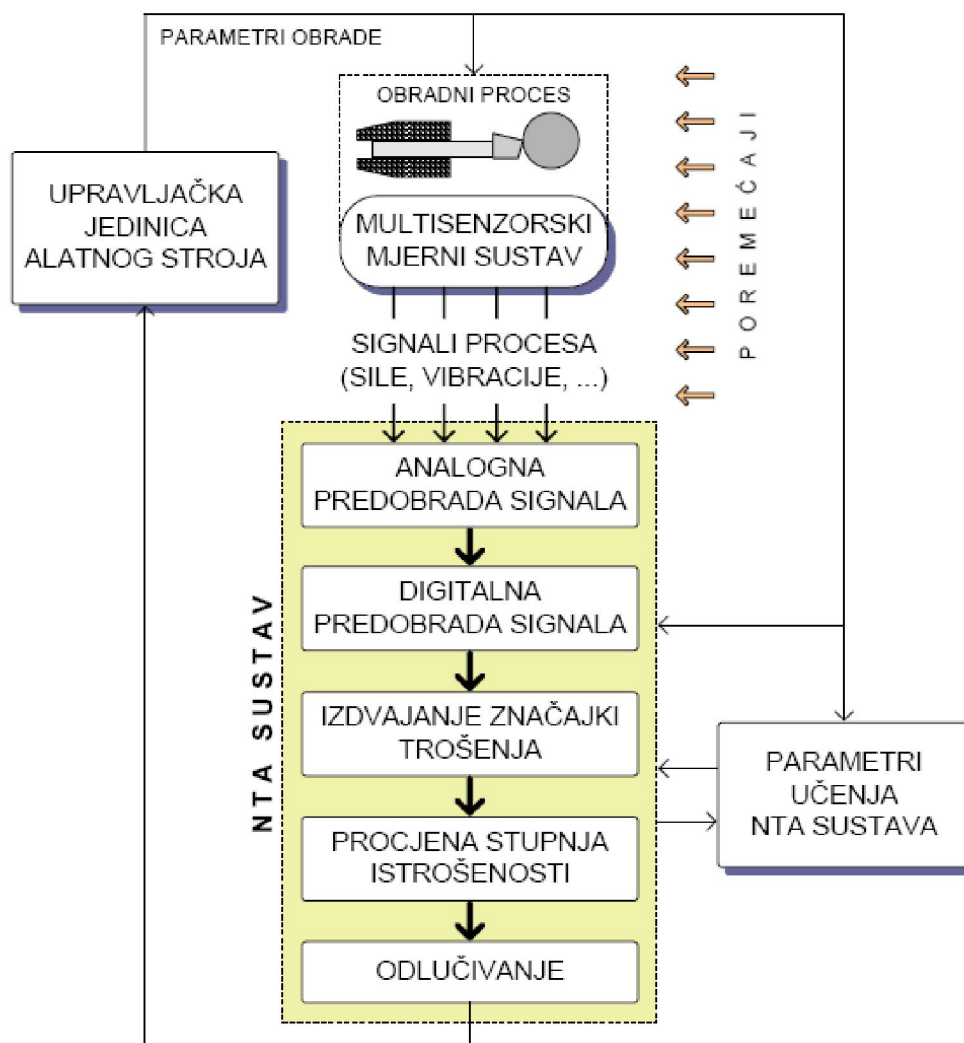 PARAMETRI OBRADE
OBRADNI PROCES
UPRAVLJAČKA
JEDINICA
ALATNOG STROJA
MULTISENZORSKI
MJERNI SUSTAV
POREMEĆAJI
SIGNALI PROCESA
(SILE, VIBRACIJE, ...)
NTA SUSTAV
ANALOGNA
PREDOBRADA SIGNALA
DIGITALNA
PREDOBRADA SIGNALA
IZDVAJANJE ZNAČAJKI
TROŠENJA
PROCJENA STUPNJA
ISTROŠENOSTI
ODLUČIVANJE
PARAMETRI
UČENJA
NTA SUSTAVA